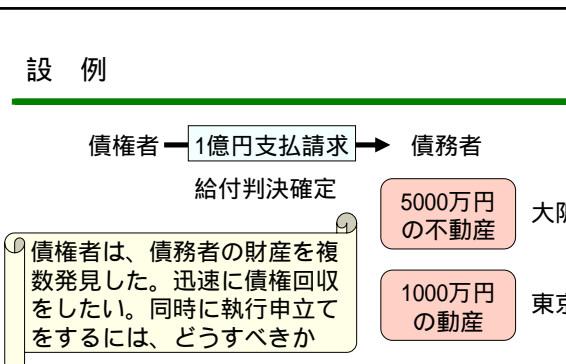 設 例
債権者 1億円支払請求 債務者
給付判決確定
5000万円
の不動産
大阪
債権者は、債務者の財産を複
数発見した。迅速に債権回収
をしたい。同時に執行申立て
をするには、どうすべきか
1000万円
の動産
東京